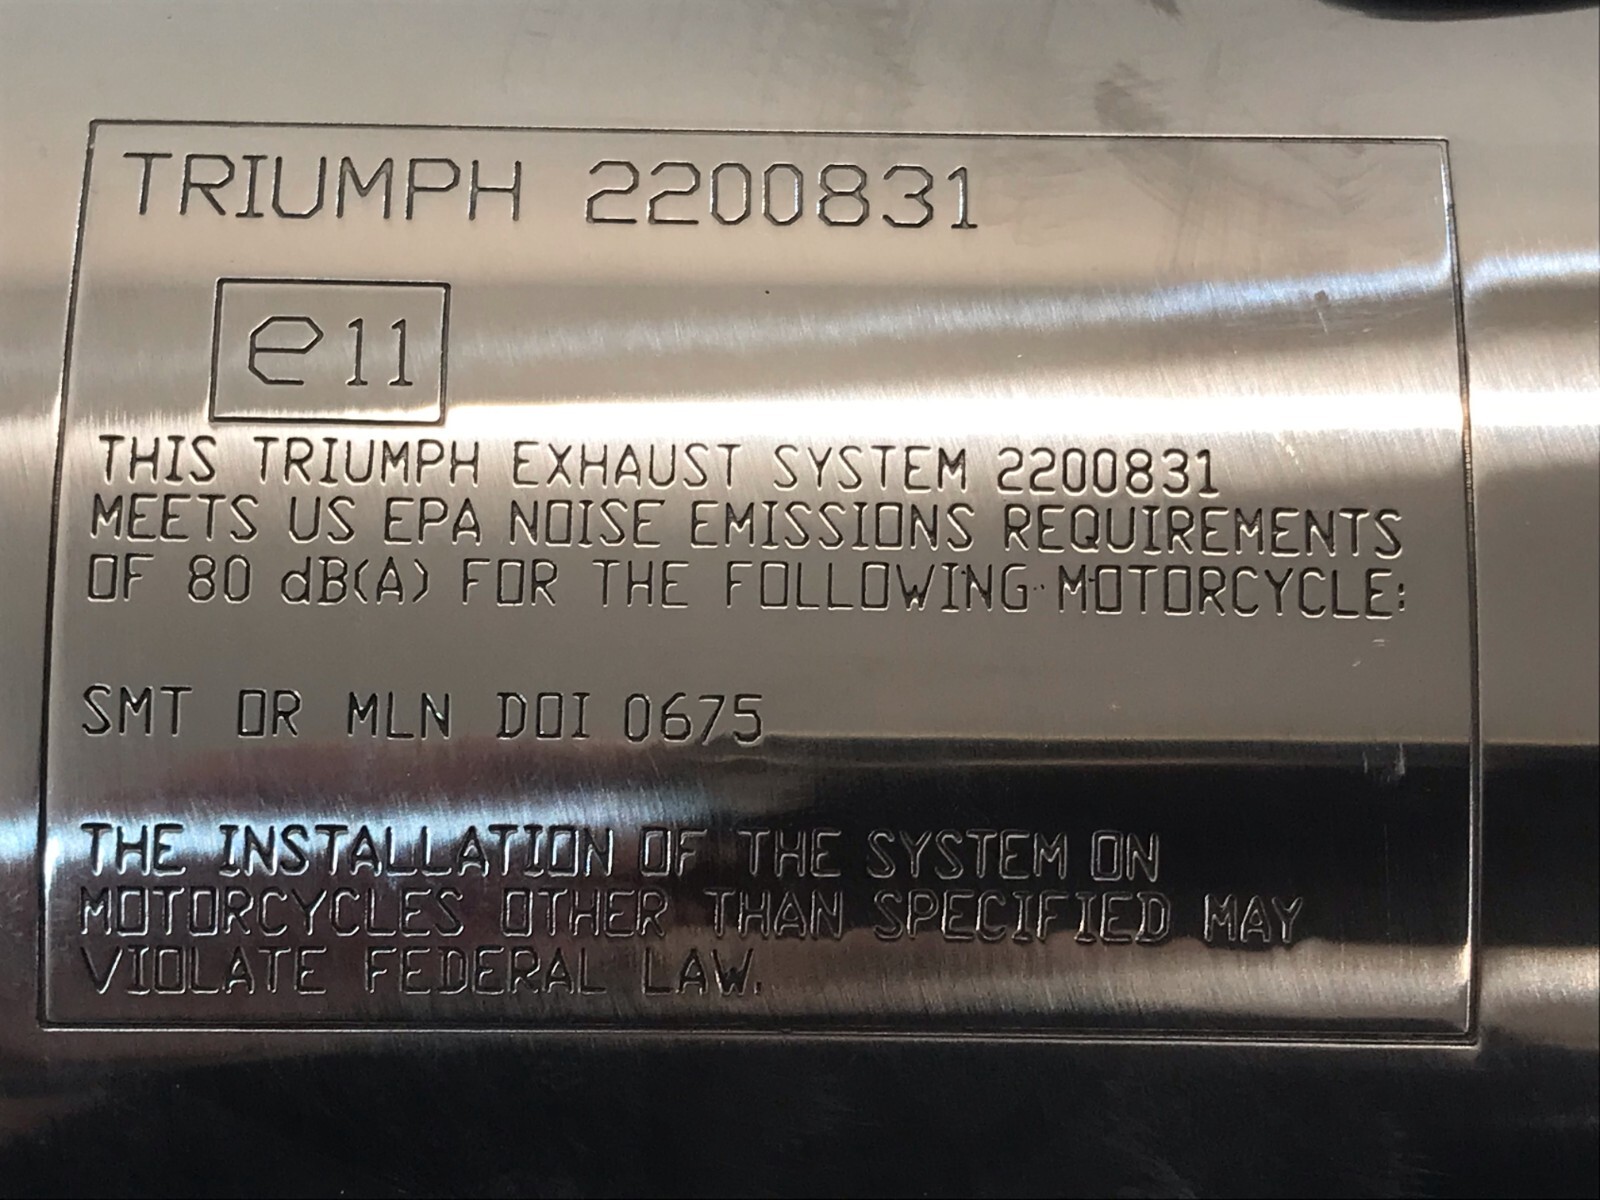 TRIUMPH 2200831
e11
THIS TRIUMPH EXHAUST SYSTEM 2200831
MEETS US EPA NOISE EMISSIONS REQUIREMENTS
OF 80 dB(A) FOR THE FOLLOWING MOTORCYCLE:
SMT OR MLN DOI 0675
THE INSTALLATION OF THE SYSTEM ON
MOTORCYCLES OTHER THAN SPECIFIED MAY
VIOLATE FEDERAL LAW.